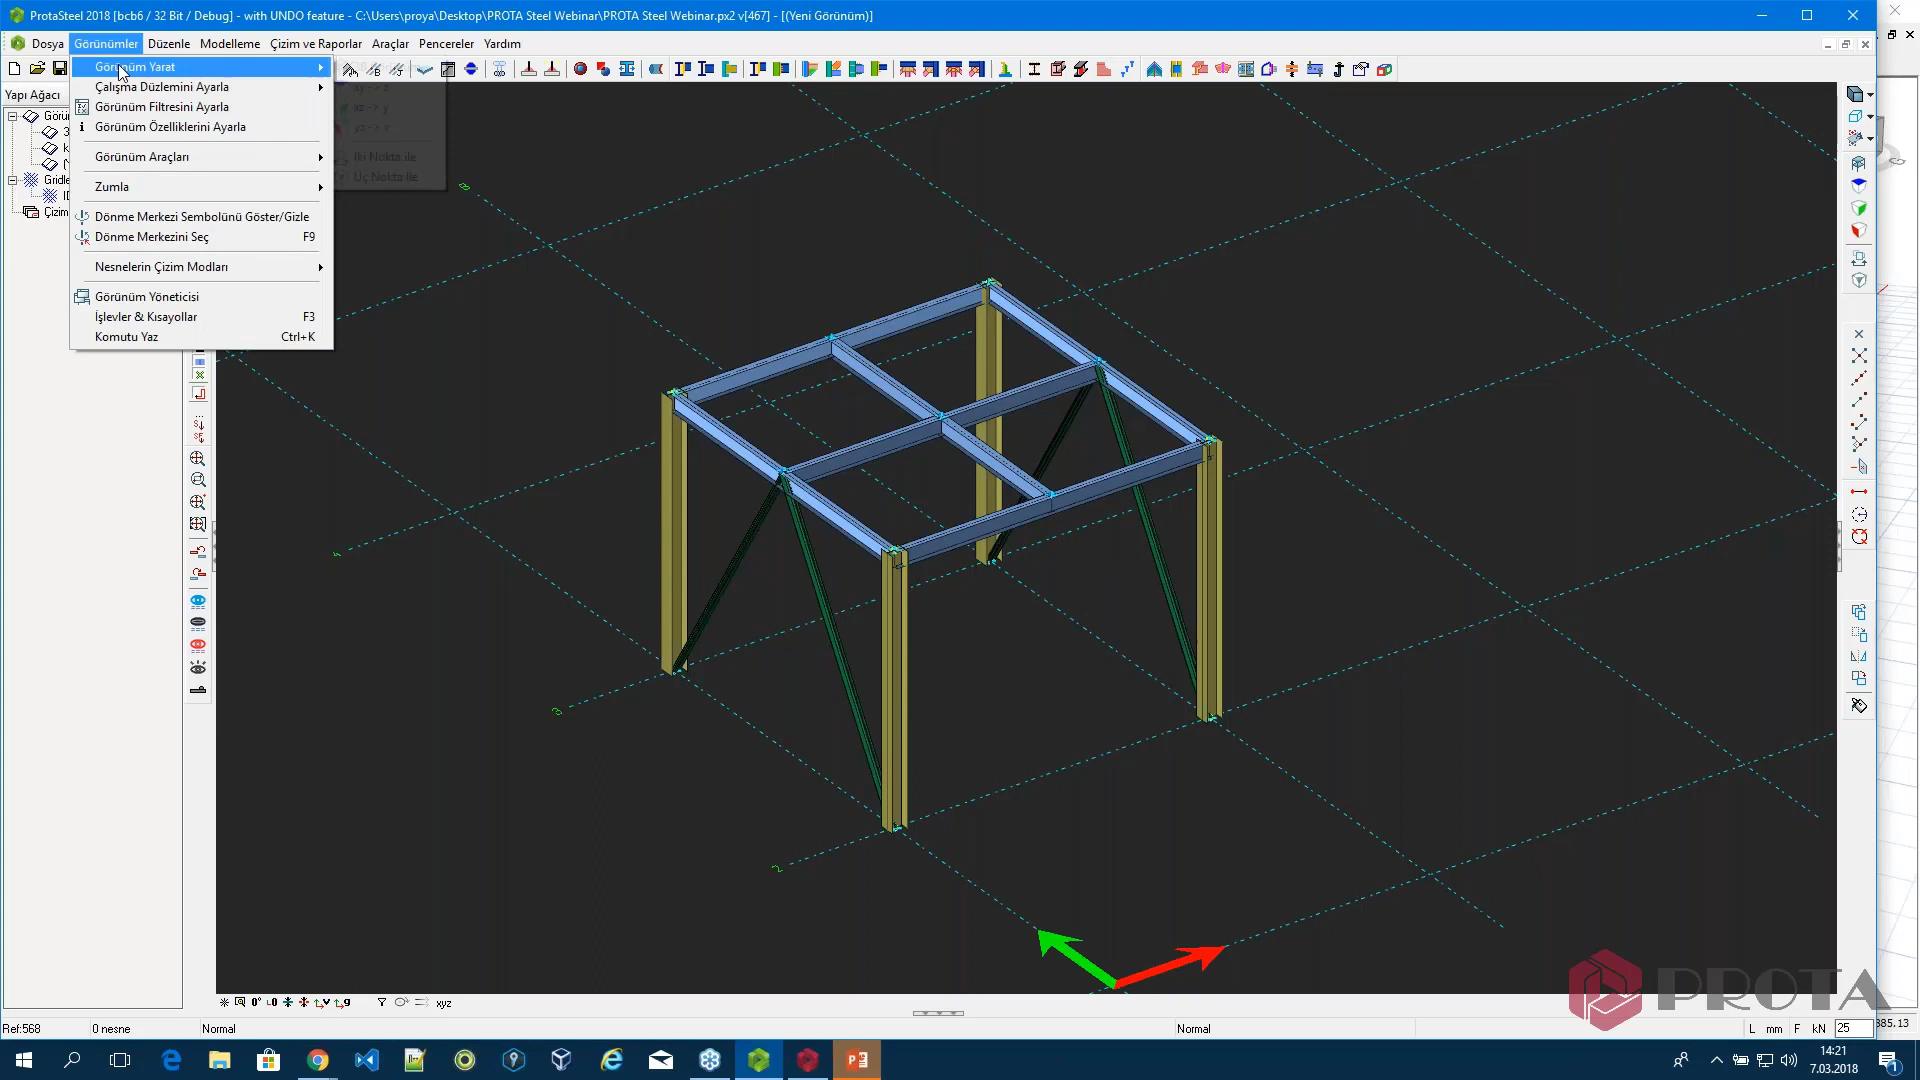 ProtaSteel 2018 [bcb6 / 32 Bit / Debug] - with UNDO feature - C:\Users\proya\Desktop\PROTA Steel Webinar\PROTA Steel Webinar.px2 v[467] - [(Yeni Görünüm)]
Dosya Görünümler Düzenle Modelleme Çizim ve Raporlar Araçlar Pencereler Yardım
Görünüm Yarat
Çalışma Düzlemini Ayarla
Görünüm Filtresini Ayarla
Görünüm Özelliklerini Ayarla
Görünüm Araçları
Zumla
Dönme Merkezi Sembolünü Göster/Gizle
Dönme Merkezini Seç F9
Nesnelerin Çizim Modları
Görünüm Yöneticisi
İşlevler & Kısayollar F3
Komutu Yaz Ctrl+K
xy -> z
xz -> y
yz -> x
İki Nokta ile
Üç Nokta ile
Yapı Ağacı
xyz
Ref:568 0 nesne Normal Normal L mm F kN 25
PROTA
14:21
7.03.2018